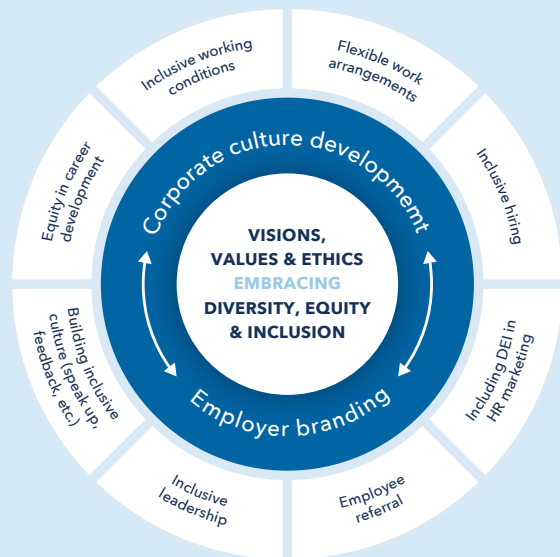 Flexible work
arrangements
Inclusive hiring
Including DEI in
HR marketing
Employee
referral
Inclusive
leadership
Building inclusive
culture (speak up,
feedback, etc.)
Equity in career
development
Inclusive working
conditions
Corporate culture developmemt
VISIONS,
VALUES & ETHICS
EMBRACING
DIVERSITY, EQUITY
& INCLUSION
Employer branding